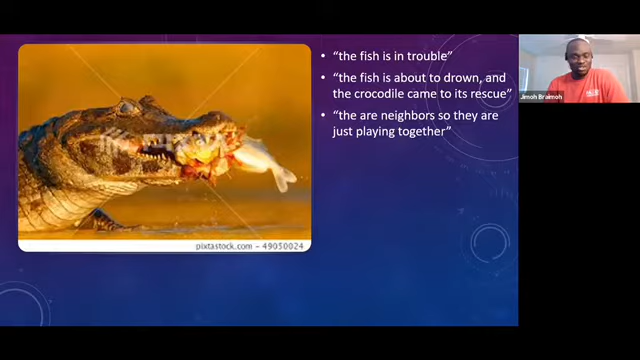 • “the fish is in trouble”
• “the fish is about to drown, and
the crocodile came to its rescue”
• “the are neighbors so they are
just playing together”
pixtastock.com - 49050024
Jimoh Braimoh